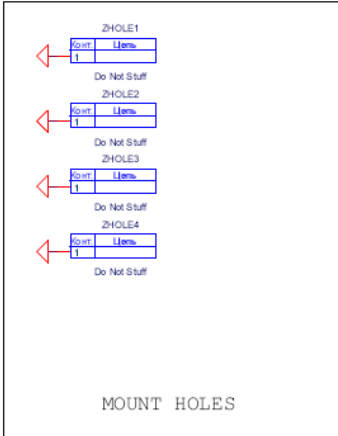 ZHOLE1
Конт. Цепь
1
Do Not Stuff
ZHOLE2
Конт. Цепь
1
Do Not Stuff
ZHOLE3
Конт. Цепь
1
Do Not Stuff
ZHOLE4
Конт. Цепь
1
Do Not Stuff
MOUNT HOLES